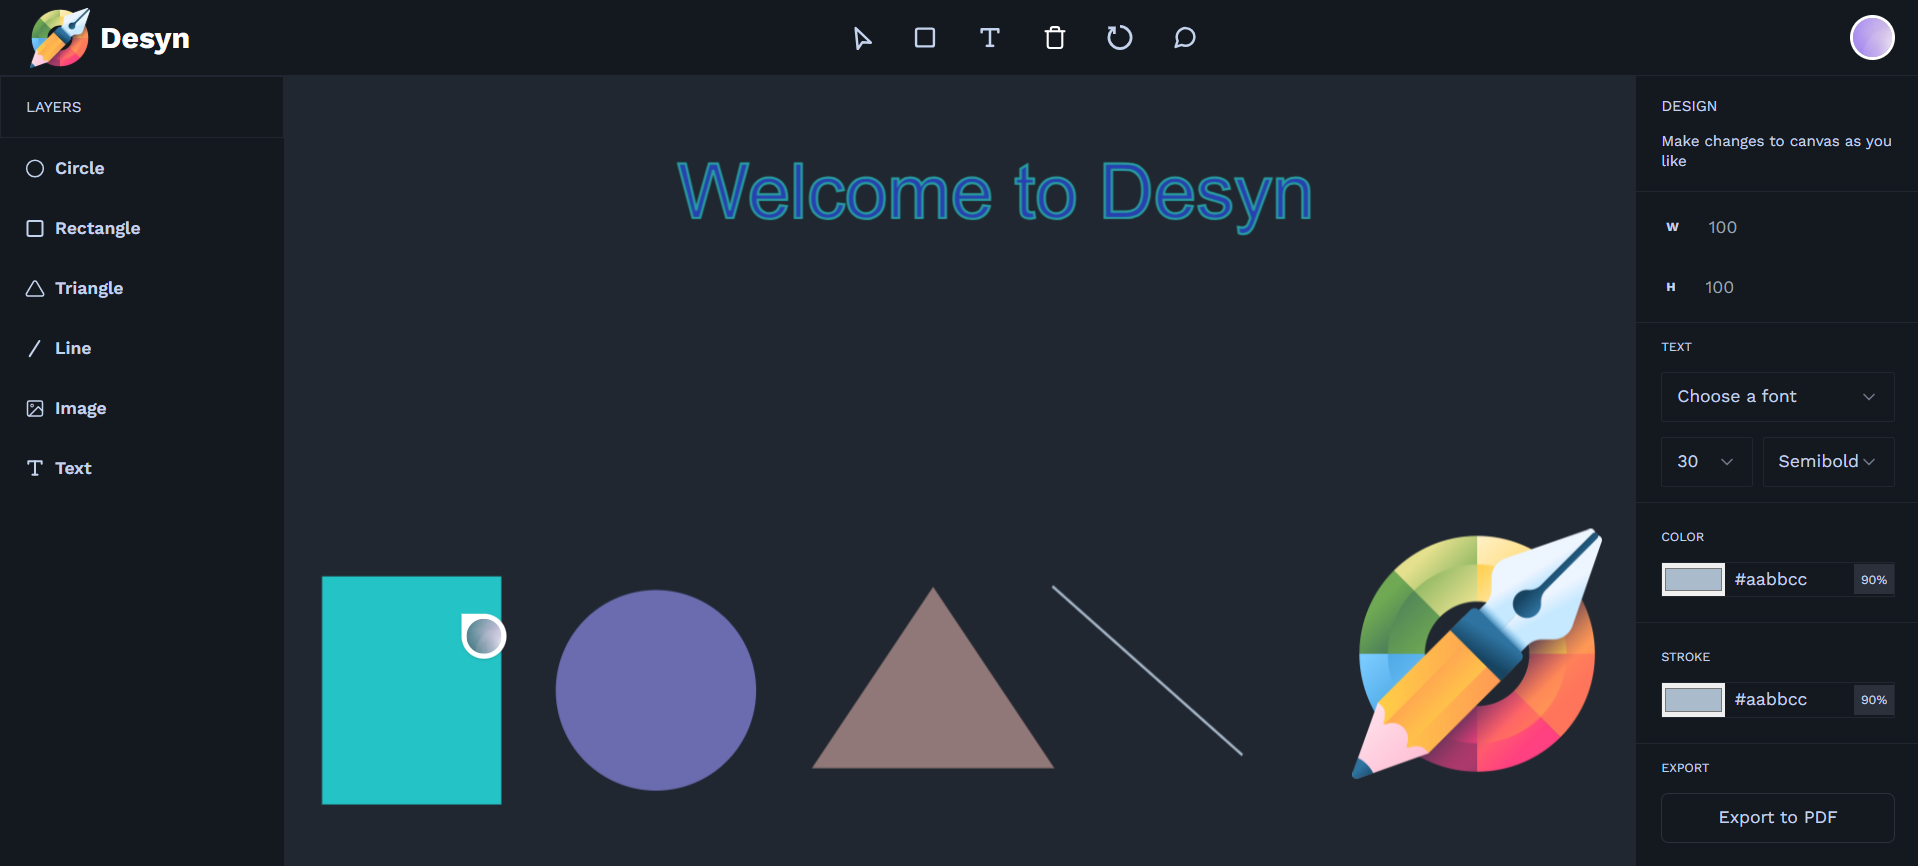 Desyn
LAYERS
Circle
Rectangle
Triangle
Line
Image
Text
Welcome to Desyn
DESIGN
Make changes to canvas as you
like
W 100
H 100
TEXT
Choose a font
30 Semibold
COLOR
#aabbcc 90%
STROKE
#aabbcc 90%
EXPORT
Export to PDF